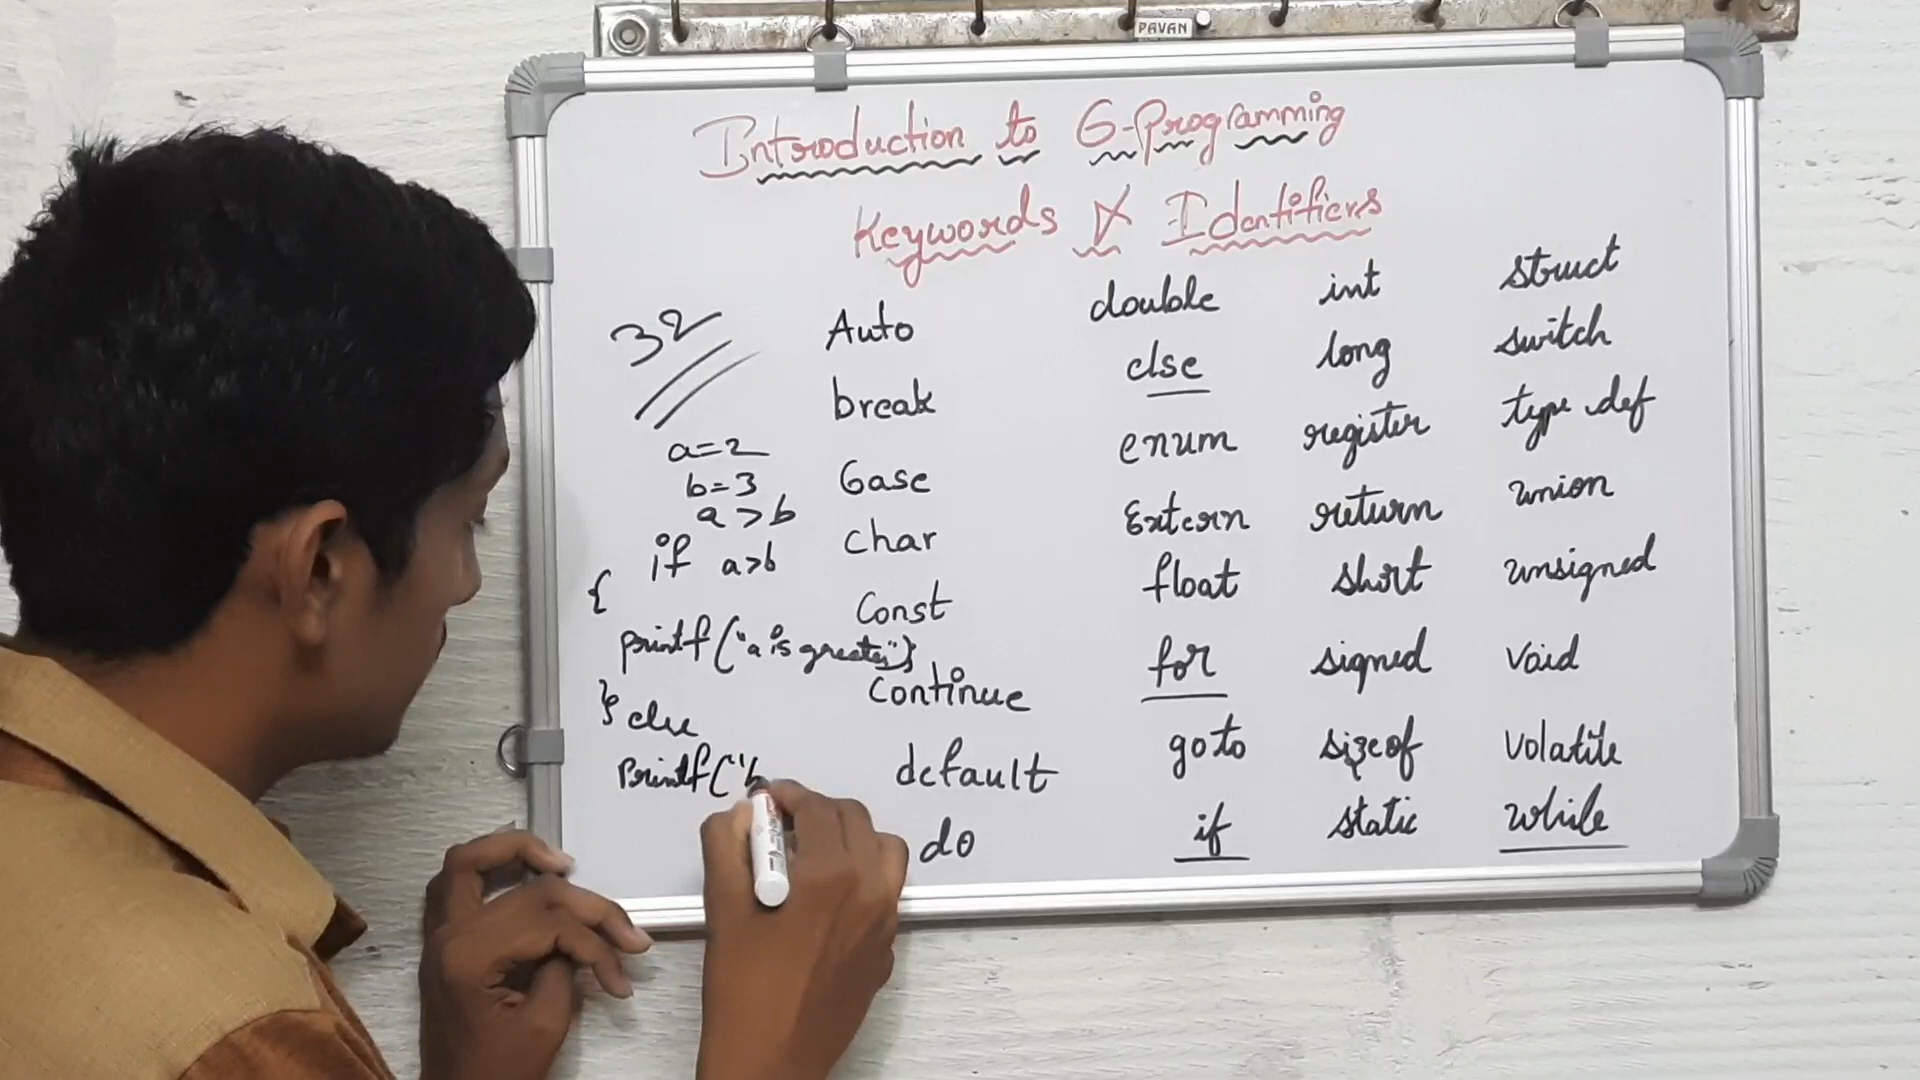 PAVAN
Introduction to C-Programming
Keywords & Identifiers
32
a=2
b=3
a>b
if a>b
{
printf("a is greater")}
} else
Printf("b
Auto
break
Case
Char
Const
Continue
default
do
double
else
enum
Extern
float
for
goto
if
int
long
register
return
short
signed
sizeof
static
struct
switch
type def
union
unsigned
Void
Volatile
while